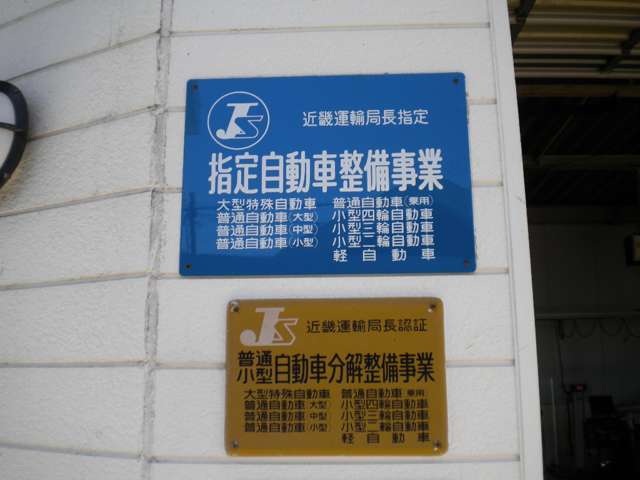 JS 近畿運輸局長指定
指定自動車整備事業
大型特殊自動車 普通自動車(乗用)
普通自動車(大型) 小型四輪自動車
普通自動車(中型) 小型三輪自動車
普通自動車(小型) 小型二輪自動車
軽自動車
JS 近畿運輸局長認証
普通小型自動車分解整備事業
大型特殊自動車 普通自動車(乗用)
普通自動車(大型) 小型四輪自動車
普通自動車(中型) 小型三輪自動車
普通自動車(小型) 小型二輪自動車
軽自動車